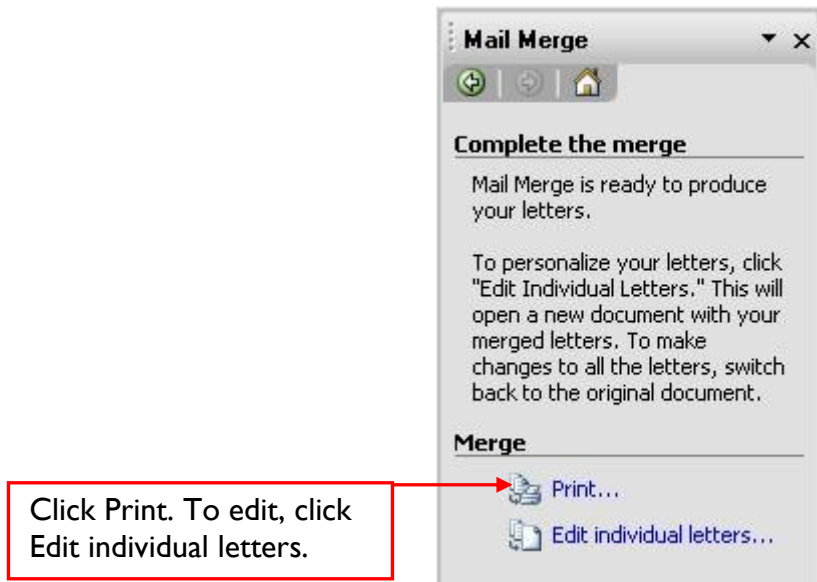 Mail Merge
Complete the merge
Mail Merge is ready to produce
your letters.
To personalize your letters, click
"Edit Individual Letters." This will
open a new document with your
merged letters. To make
changes to all the letters, switch
back to the original document.
Merge
Print...
Edit individual letters...
Click Print. To edit, click
Edit individual letters.